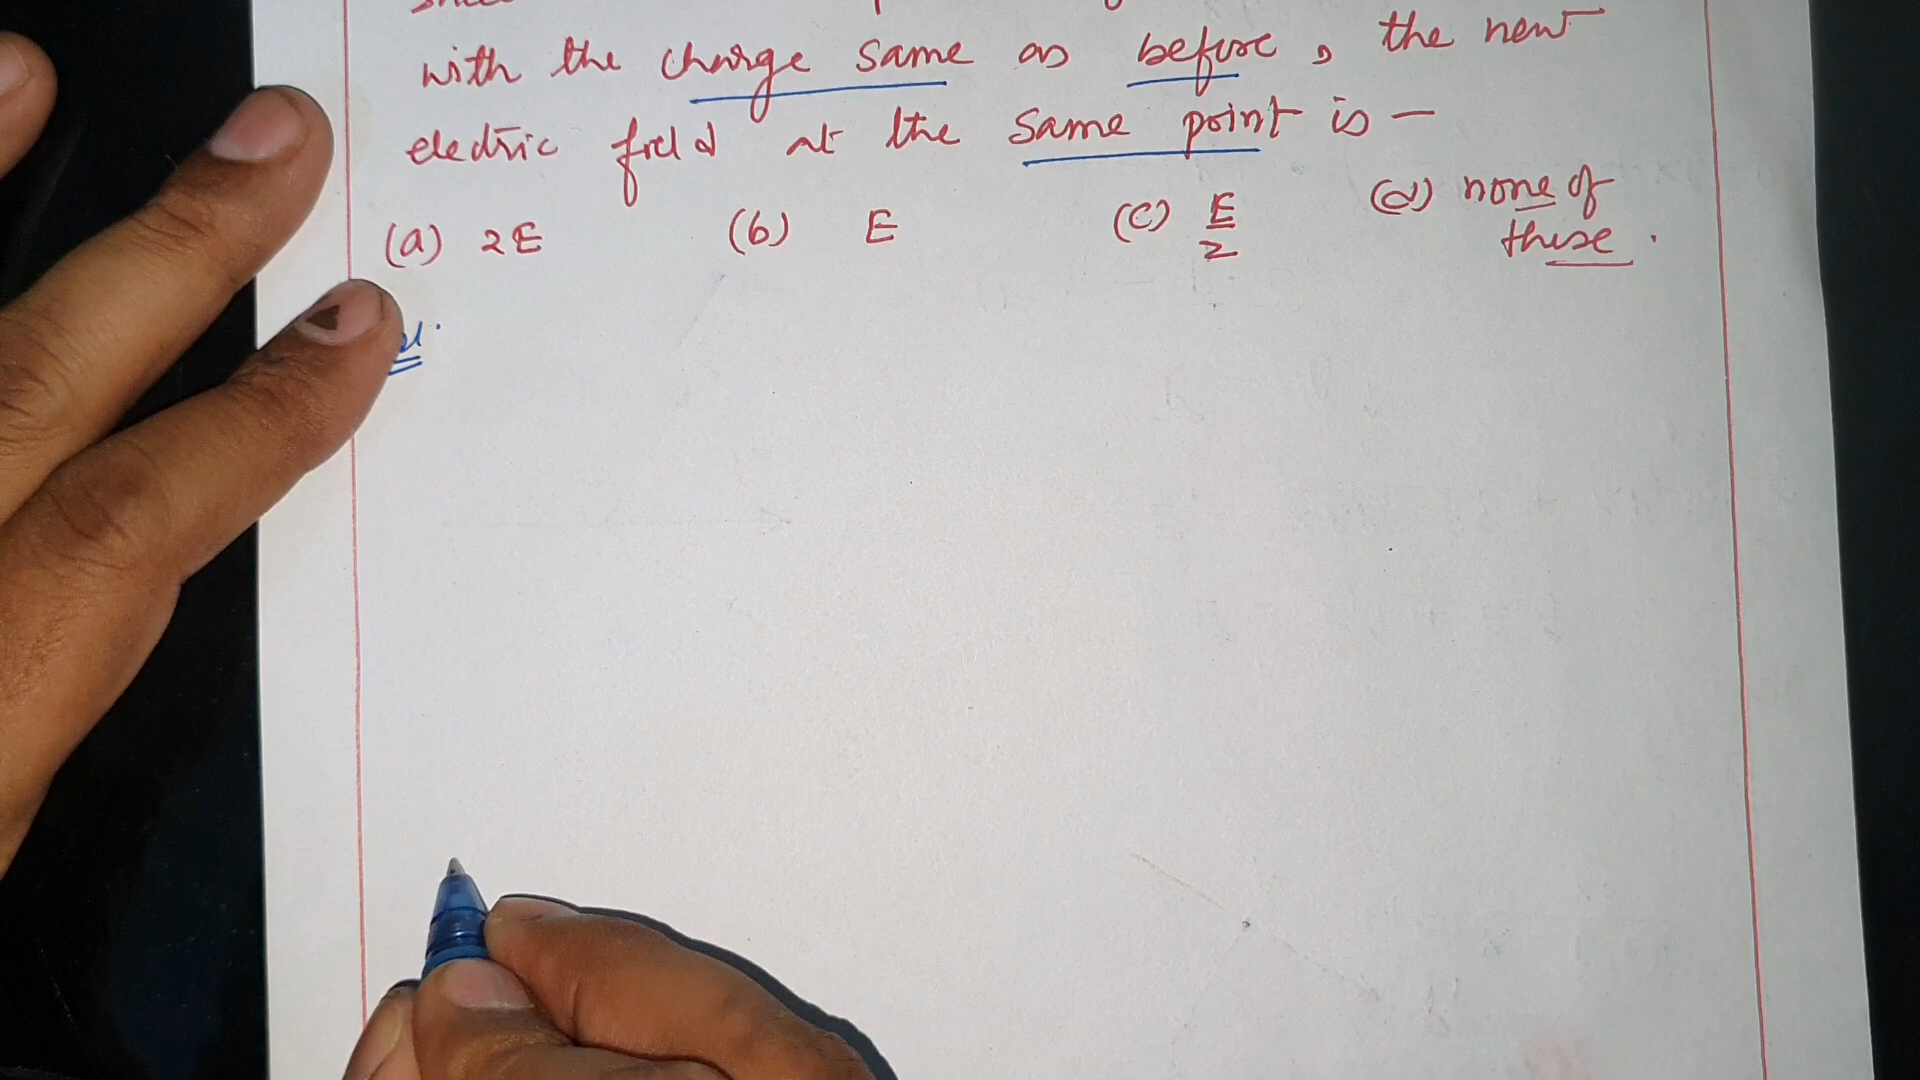 with the charge same as before, the new
electric field at the same point is —
(a) 2E (b) E (c) E/2 (d) none of
these.